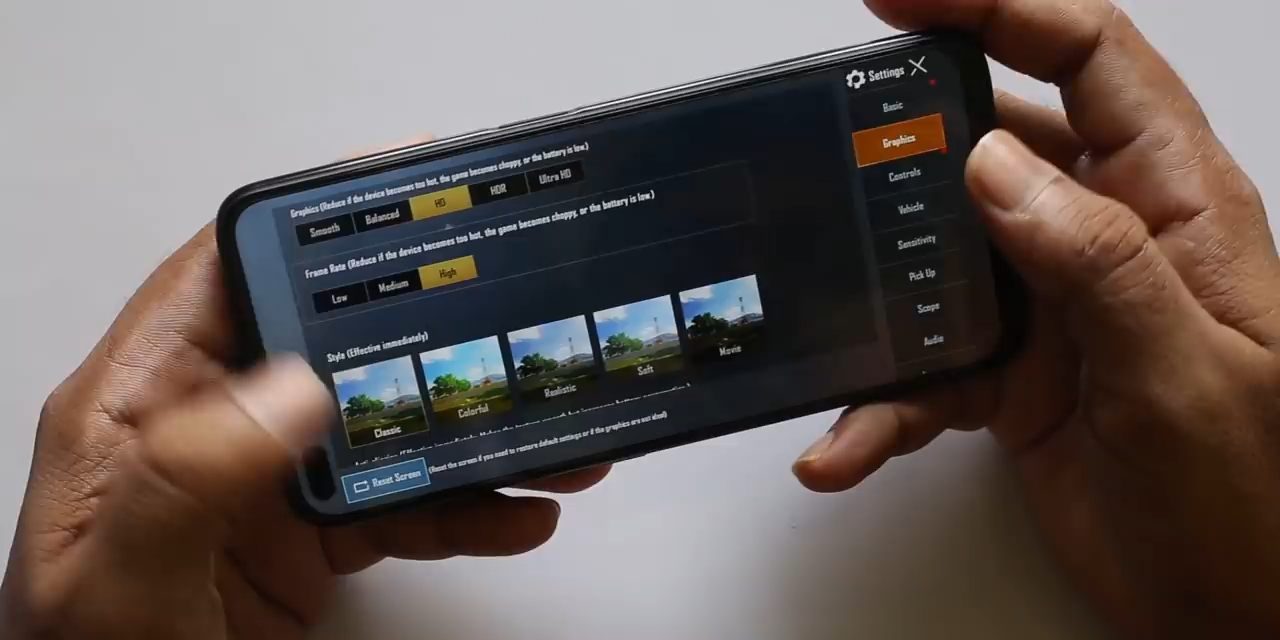 Settings
Basic
Graphics
Controls
Vehicle
Sensitivity
Pick Up
Scope
Audio
Graphics (Reduce if the device becomes too hot, the game becomes choppy, or the battery is low.)
Smooth Balanced HD HDR Ultra HD
Frame Rate (Reduce if the device becomes too hot, the game becomes choppy, or the battery is low.)
Low Medium High
Style (Effective immediately)
Classic Colorful Realistic Soft Movie
Reset Screen (Reset the screen if you need to restore default settings or if the graphics are not ideal)